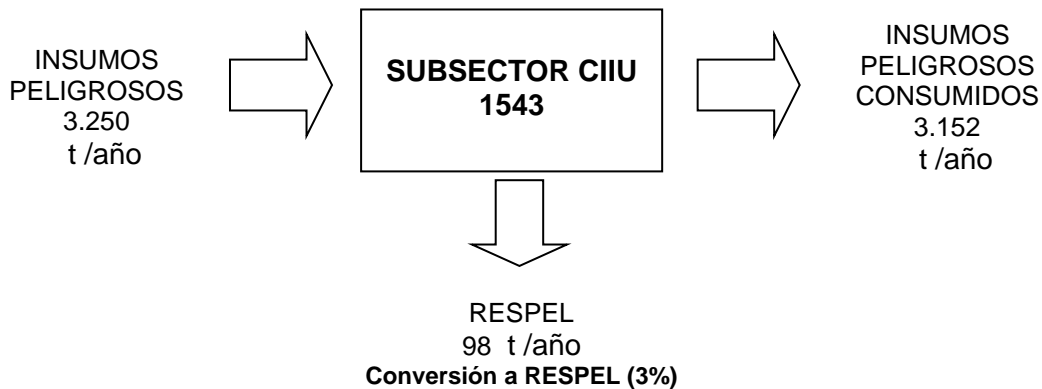 INSUMOS
PELIGROSOS
3.250
t /año
SUBSECTOR CIIU
1543
INSUMOS
PELIGROSOS
CONSUMIDOS
3.152
t /año
RESPEL
98 t /año
Conversión a RESPEL (3%)